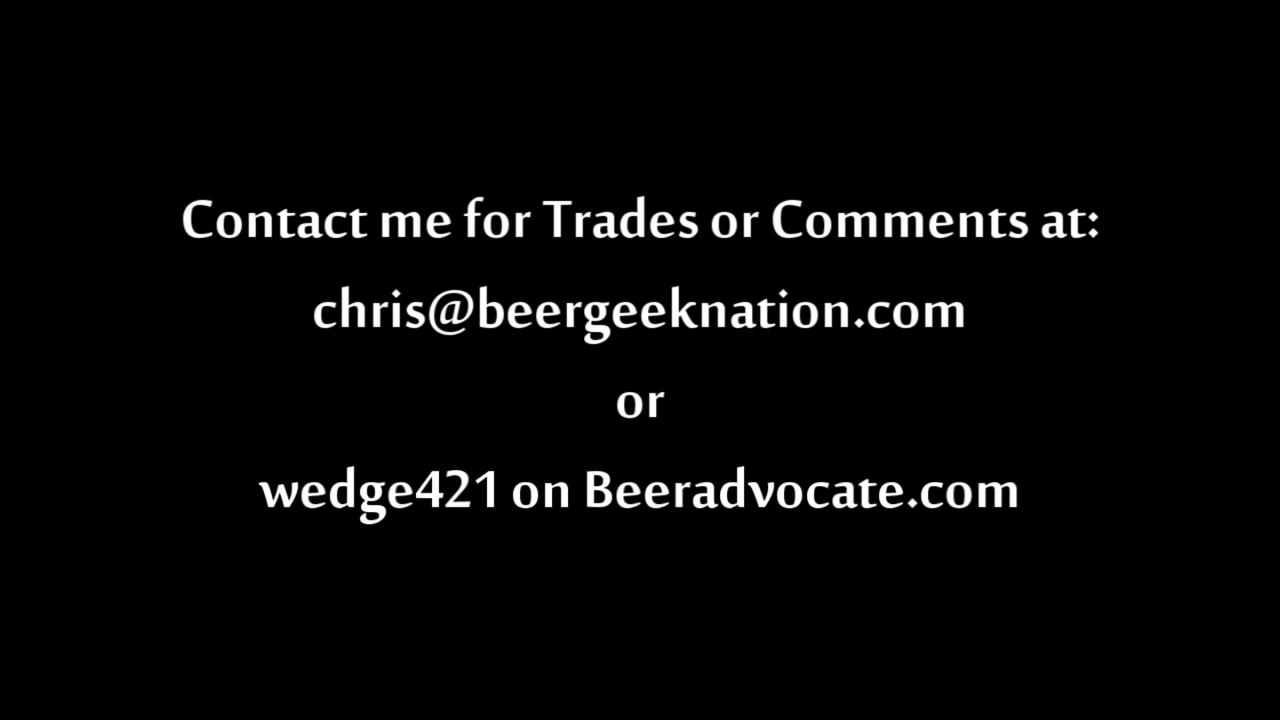 Contact me for Trades or Comments at:
chris@beergeeknation.com
or
wedge421 on Beeradvocate.com